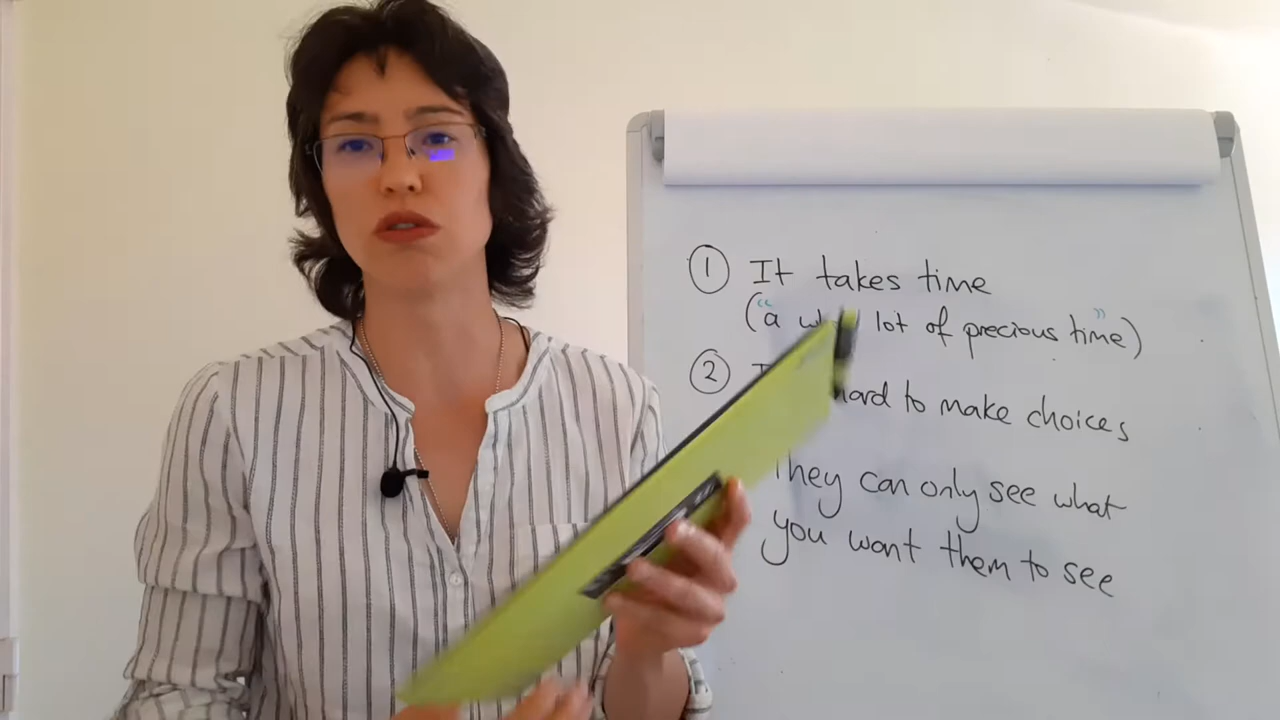 ① It takes time
("a lot of precious time")
② hard to make choices
They can only see what
you want them to see